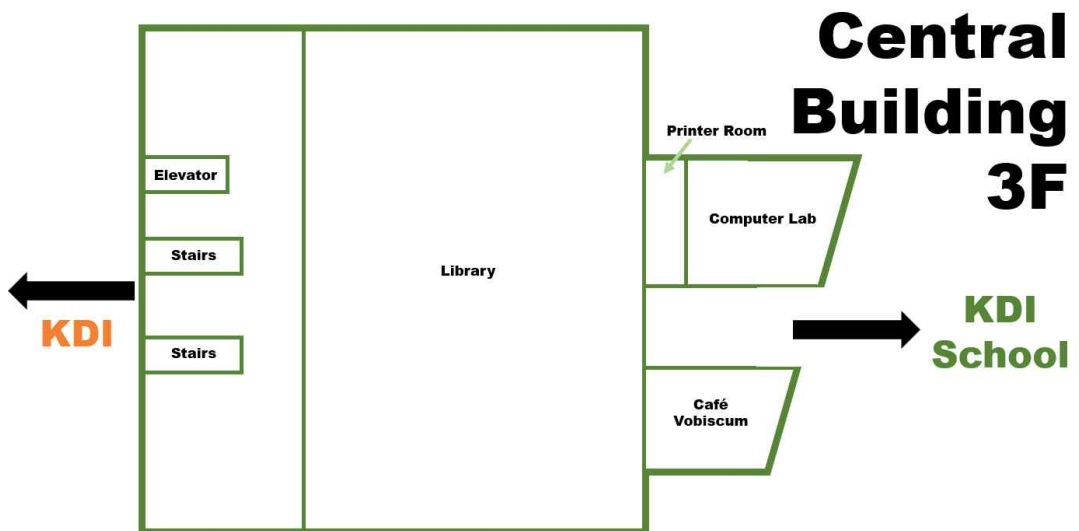 Central
Building
3F
Printer Room
Elevator
Computer Lab
Stairs
Library
KDI
KDI
School
Stairs
Café
Vobiscum